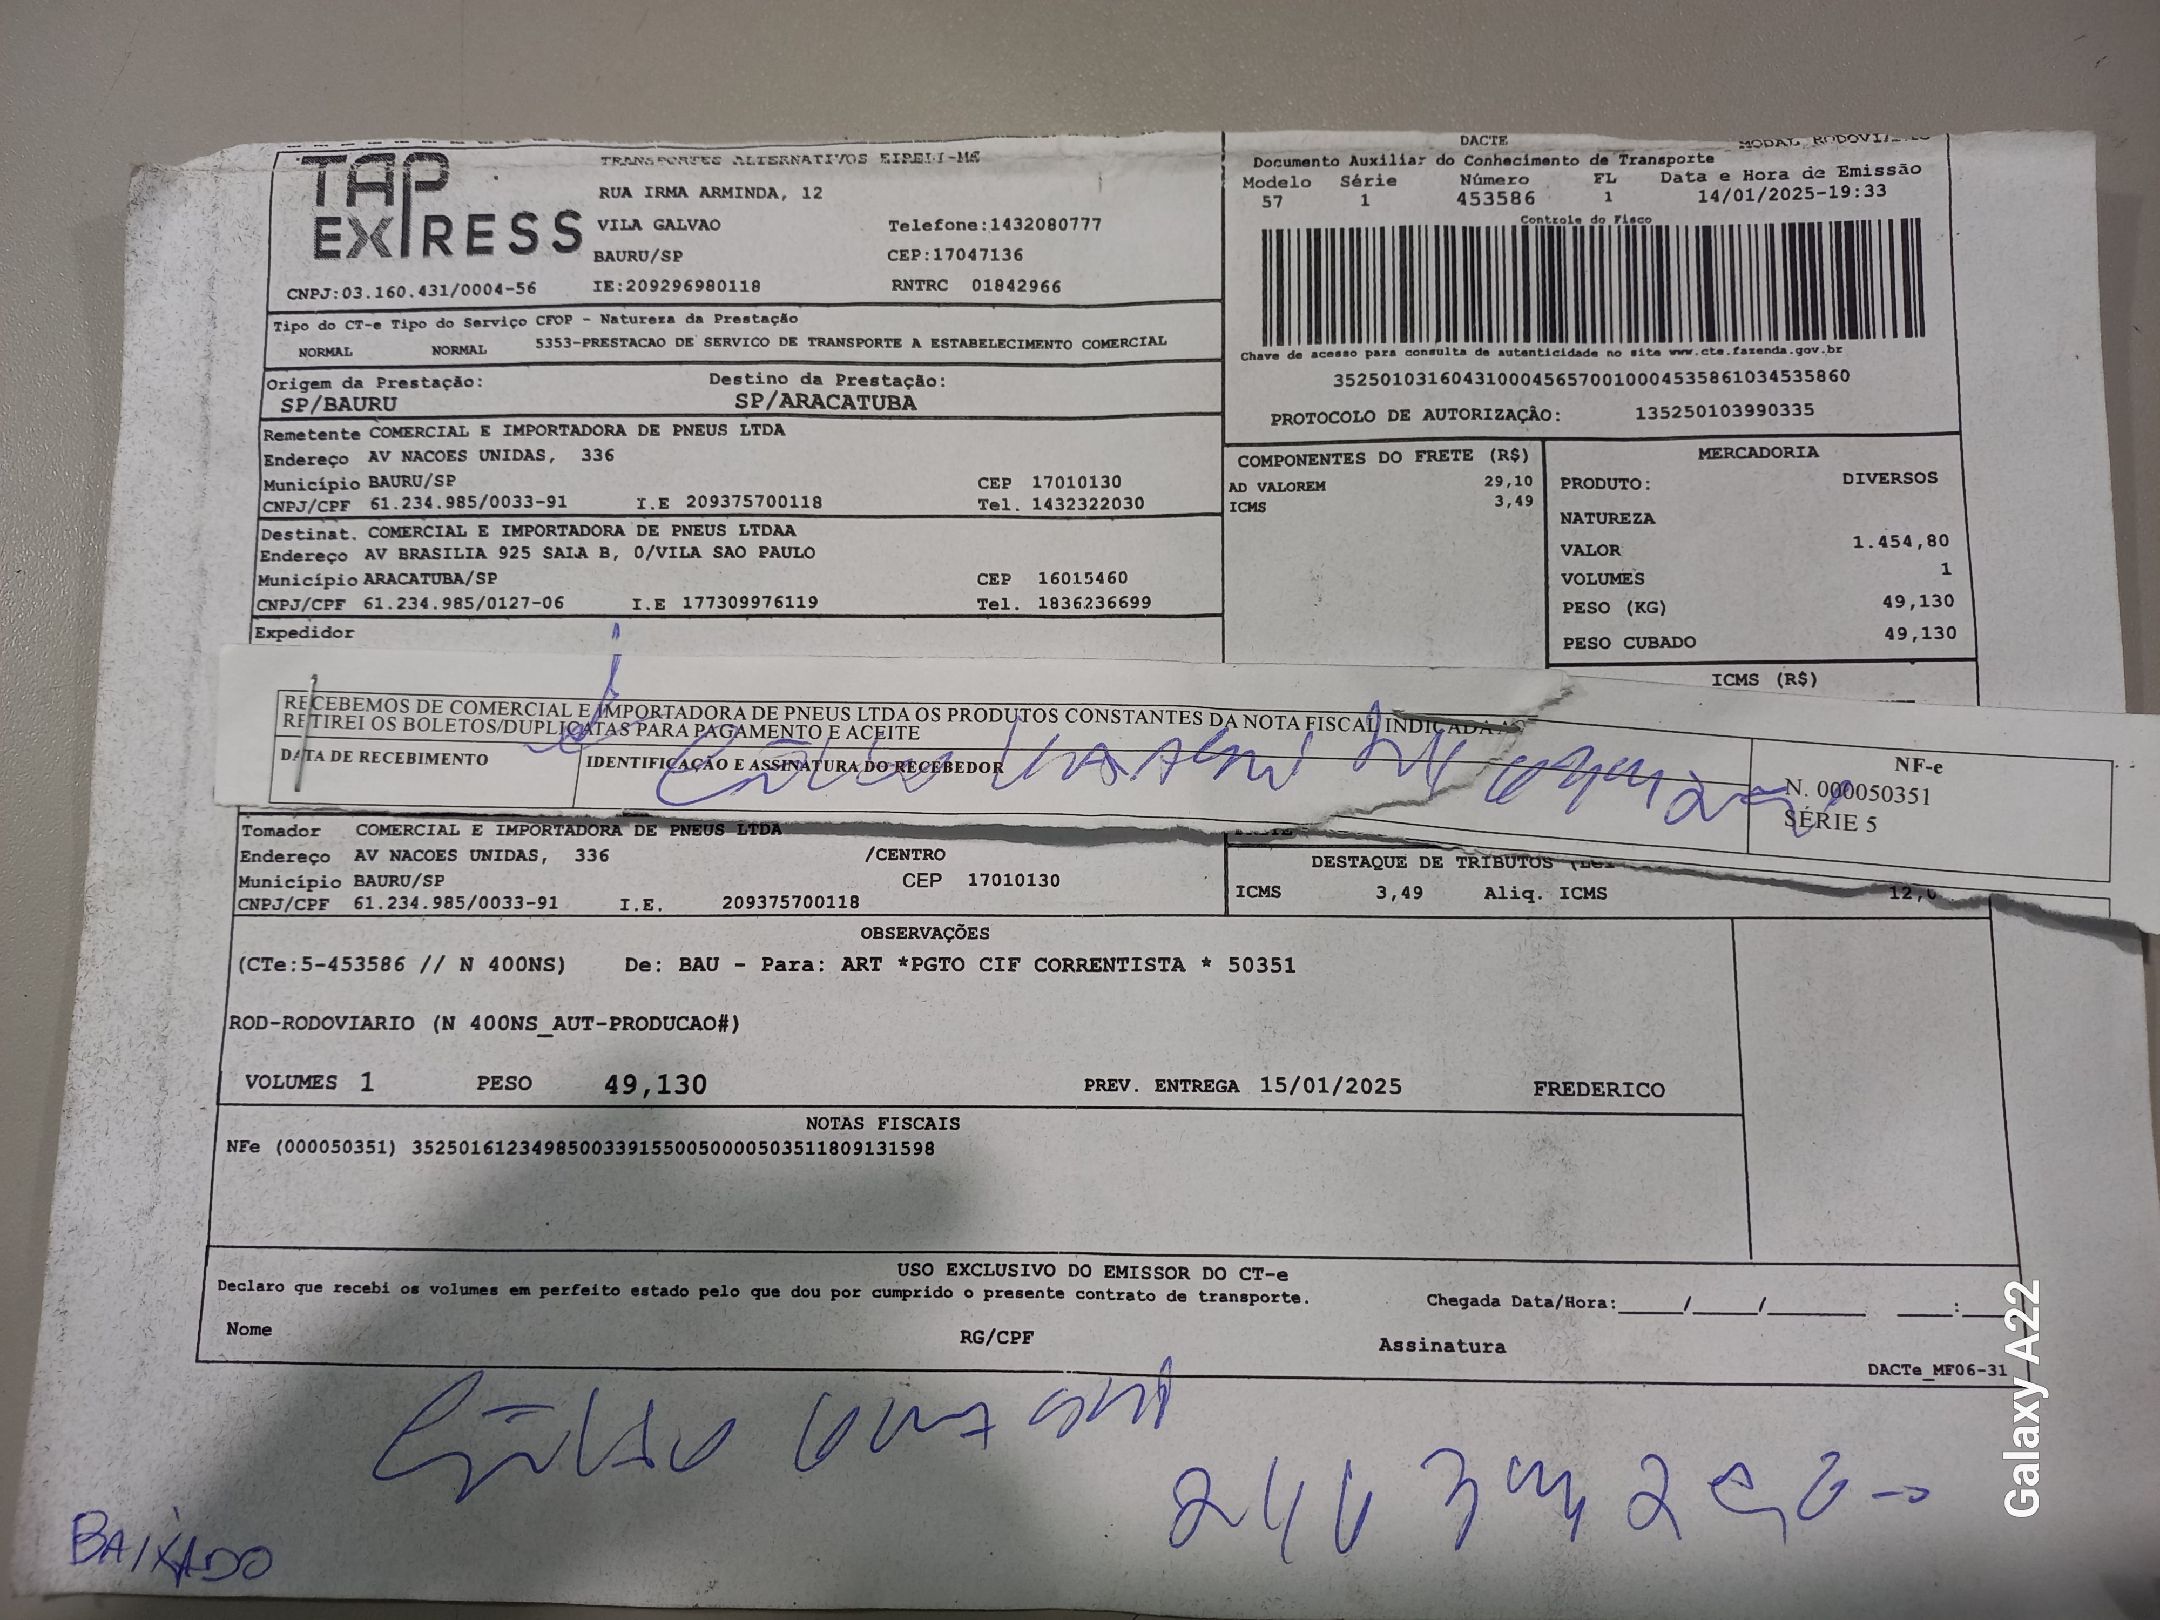 TAP EXPRESS
TRANSPORTES ALTERNATIVOS EIRELI-ME
RUA IRMA ARMINDA, 12
VILA GALVAO Telefone:1432080777
BAURU/SP CEP:17047136
CNPJ:03.160.431/0004-56 IE:209296980118 RNTRC 01842966
DACTE MODAL RODOVI
Documento Auxiliar do Conhecimento de Transporte
Modelo Série Número FL Data e Hora de Emissão
57 1 453586 1 14/01/2025-19:33
Controle do Fisco
Chave de acesso para consulta de autenticidade no site www.cte.fazenda.gov.br
35250103160431000456570010004535861034535860
PROTOCOLO DE AUTORIZAÇÃO: 135250103990335
Tipo do CT-e Tipo do Serviço CFOP - Natureza da Prestação
NORMAL NORMAL 5353-PRESTACAO DE SERVICO DE TRANSPORTE A ESTABELECIMENTO COMERCIAL
Origem da Prestação: Destino da Prestação:
SP/BAURU SP/ARACATUBA
Remetente COMERCIAL E IMPORTADORA DE PNEUS LTDA
Endereço AV NACOES UNIDAS, 336
Município BAURU/SP CEP 17010130
CNPJ/CPF 61.234.985/0033-91 I.E 209375700118 Tel. 1432322030
Destinat. COMERCIAL E IMPORTADORA DE PNEUS LTDAA
Endereço AV BRASILIA 925 SALA B, 0/VILA SAO PAULO
Município ARACATUBA/SP CEP 16015460
CNPJ/CPF 61.234.985/0127-06 I.E 177309976119 Tel. 1836236699
Expedidor
COMPONENTES DO FRETE (R$)
AD VALOREM 29,10
ICMS 3,49
MERCADORIA
PRODUTO: DIVERSOS
NATUREZA
VALOR 1.454,80
VOLUMES 1
PESO (KG) 49,130
PESO CUBADO 49,130
ICMS (R$)
RECEBEMOS DE COMERCIAL E IMPORTADORA DE PNEUS LTDA OS PRODUTOS CONSTANTES DA NOTA FISCAL INDICADA
RETIREI OS BOLETOS/DUPLICATAS PARA PAGAMENTO E ACEITE
DATA DE RECEBIMENTO IDENTIFICAÇÃO E ASSINATURA DO RECEBEDOR
NF-e
N. 000050351
SÉRIE 5
Tomador COMERCIAL E IMPORTADORA DE PNEUS LTDA
Endereço AV NACOES UNIDAS, 336 /CENTRO
Município BAURU/SP CEP 17010130
CNPJ/CPF 61.234.985/0033-91 I.E. 209375700118
DESTAQUE DE TRIBUTOS
ICMS 3,49 Aliq. ICMS 12,0
OBSERVAÇÕES
(CTe:5-453586 // N 400NS) De: BAU - Para: ART *PGTO CIF CORRENTISTA * 50351
ROD-RODOVIARIO (N 400NS_AUT-PRODUCAO#)
VOLUMES 1 PESO 49,130 PREV. ENTREGA 15/01/2025 FREDERICO
NOTAS FISCAIS
NFe (000050351) 35250161234985003391550050000503511809131598
USO EXCLUSIVO DO EMISSOR DO CT-e
Declaro que recebi os volumes em perfeito estado pelo que dou por cumprido o presente contrato de transporte.
Chegada Data/Hora:_____/_____/________ ____:____
Nome RG/CPF Assinatura
DACTe_MF06-31
BAIXADO
Galaxy A22